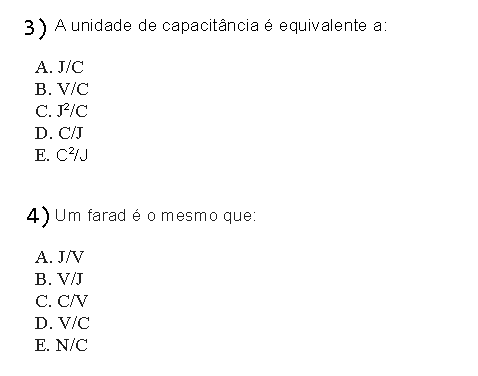 3) A unidade de capacitância é equivalente a:
A. J/C
B. V/C
C. J²/C
D. C/J
E. C²/J
4) Um farad é o mesmo que:
A. J/V
B. V/J
C. C/V
D. V/C
E. N/C